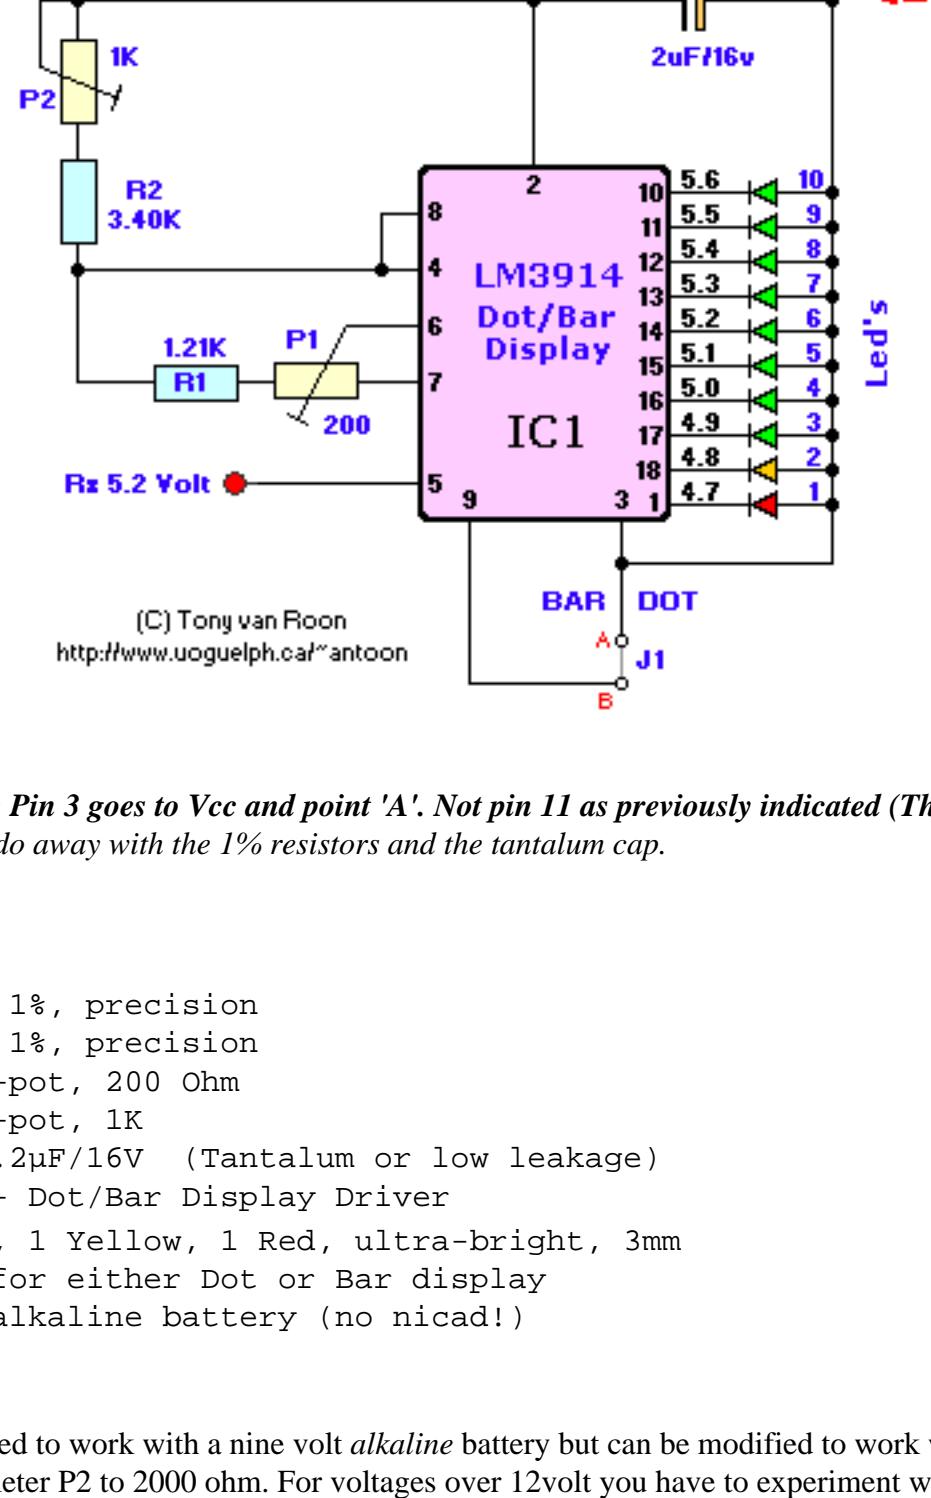 1K
2uF/16v
P2
R2
3.40K
2
8
4
6
7
5
9
3
LM3914
Dot/Bar
Display
IC1
10 5.6 10
11 5.5 9
12 5.4 8
13 5.3 7
14 5.2 6
15 5.1 5
16 5.0 4
17 4.9 3
18 4.8 2
1 4.7 1
Led's
1.21K
R1
P1
200
Rx 5.2 Volt
BAR DOT
A
J1
B
(C) Tony van Roon
http://www.uoguelph.ca/~antoon
Pin 3 goes to Vcc and point 'A'. Not pin 11 as previously indicated (Th
do away with the 1% resistors and the tantalum cap.
1%, precision
1%, precision
-pot, 200 Ohm
-pot, 1K
.2µF/16V (Tantalum or low leakage)
- Dot/Bar Display Driver
, 1 Yellow, 1 Red, ultra-bright, 3mm
for either Dot or Bar display
alkaline battery (no nicad!)
ed to work with a nine volt alkaline battery but can be modified to work
eter P2 to 2000 ohm. For voltages over 12volt you have to experiment w